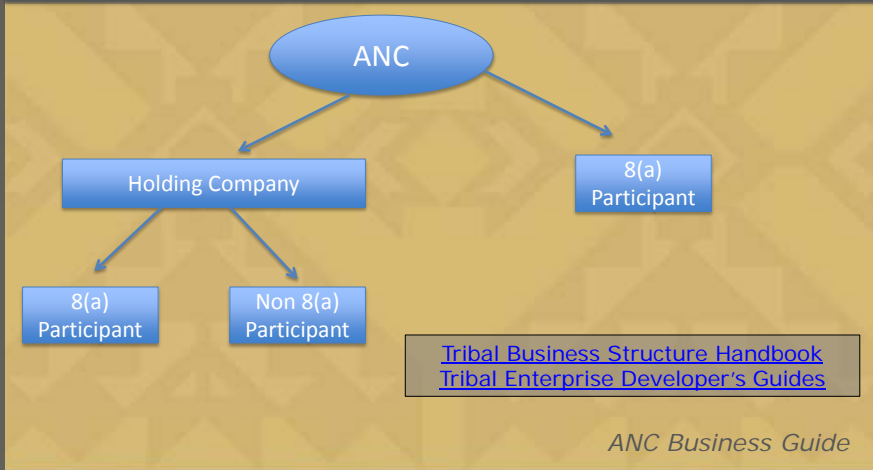 ANC
Holding Company
8(a)
Participant
8(a)
Participant
Non 8(a)
Participant
Tribal Business Structure Handbook
Tribal Enterprise Developer's Guides
ANC Business Guide